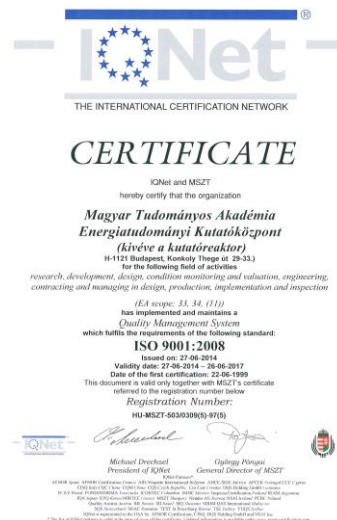 IQNet
®
THE INTERNATIONAL CERTIFICATION NETWORK
CERTIFICATE
IQNet and MSZT
hereby certify that the organization
Magyar Tudományos Akadémia
Energiatudományi Kutatóközpont
(kivéve a kutatóreaktor)
H-1121 Budapest, Konkoly Thege út 29-33.)
for the following field of activities
research, development, design, condition monitoring and valuation, engineering,
contracting and managing in design, production, implementation and inspection
(EA scope: 33, 34, (11))
has implemented and maintains a
Quality Management System
which fulfils the requirements of the following standard:
ISO 9001:2008
Issued on: 27-06-2014
Validity date: 27-06-2014 – 26-06-2017
Date of the first certification: 22-06-1999
This document is valid only together with MSZT's certificate
referred to the registration number below
Registration Number:
HU-MSZT-503/0309(5)-97(5)
IQNet
Michael Drechsel
President of IQNet
György Pónyai
General Director of MSZT
IQNet Partners*: